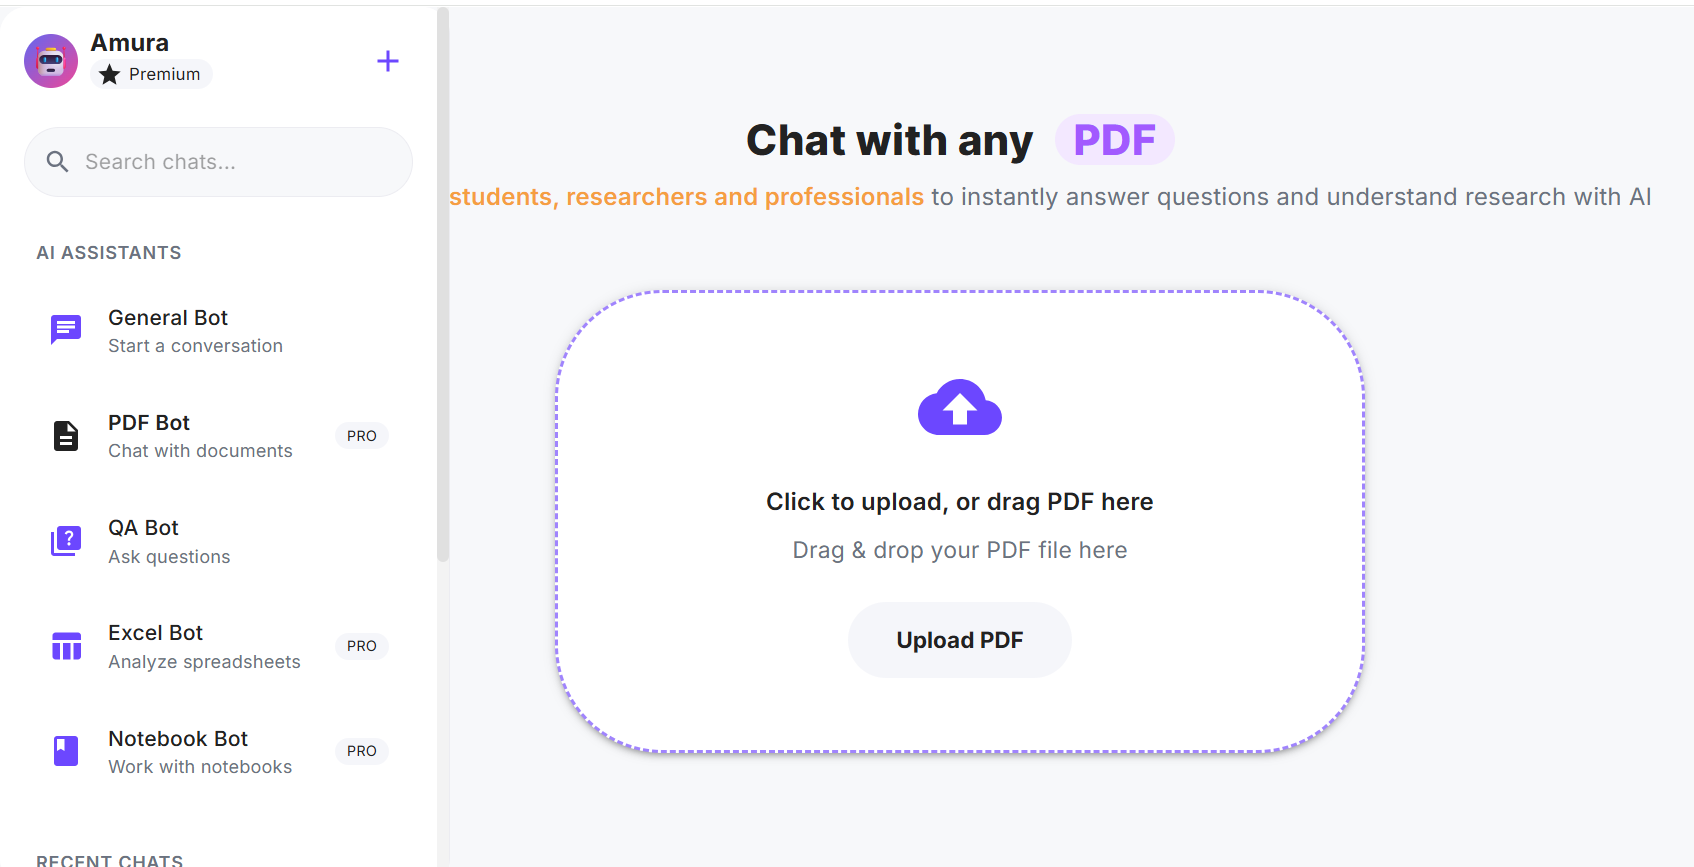 Amura
Premium
Search chats...
AI ASSISTANTS
General Bot
Start a conversation
PDF Bot
Chat with documents
PRO
QA Bot
Ask questions
Excel Bot
Analyze spreadsheets
PRO
Notebook Bot
Work with notebooks
PRO
RECENT CHATS
Chat with any PDF
students, researchers and professionals to instantly answer questions and understand research with AI
Click to upload, or drag PDF here
Drag & drop your PDF file here
Upload PDF